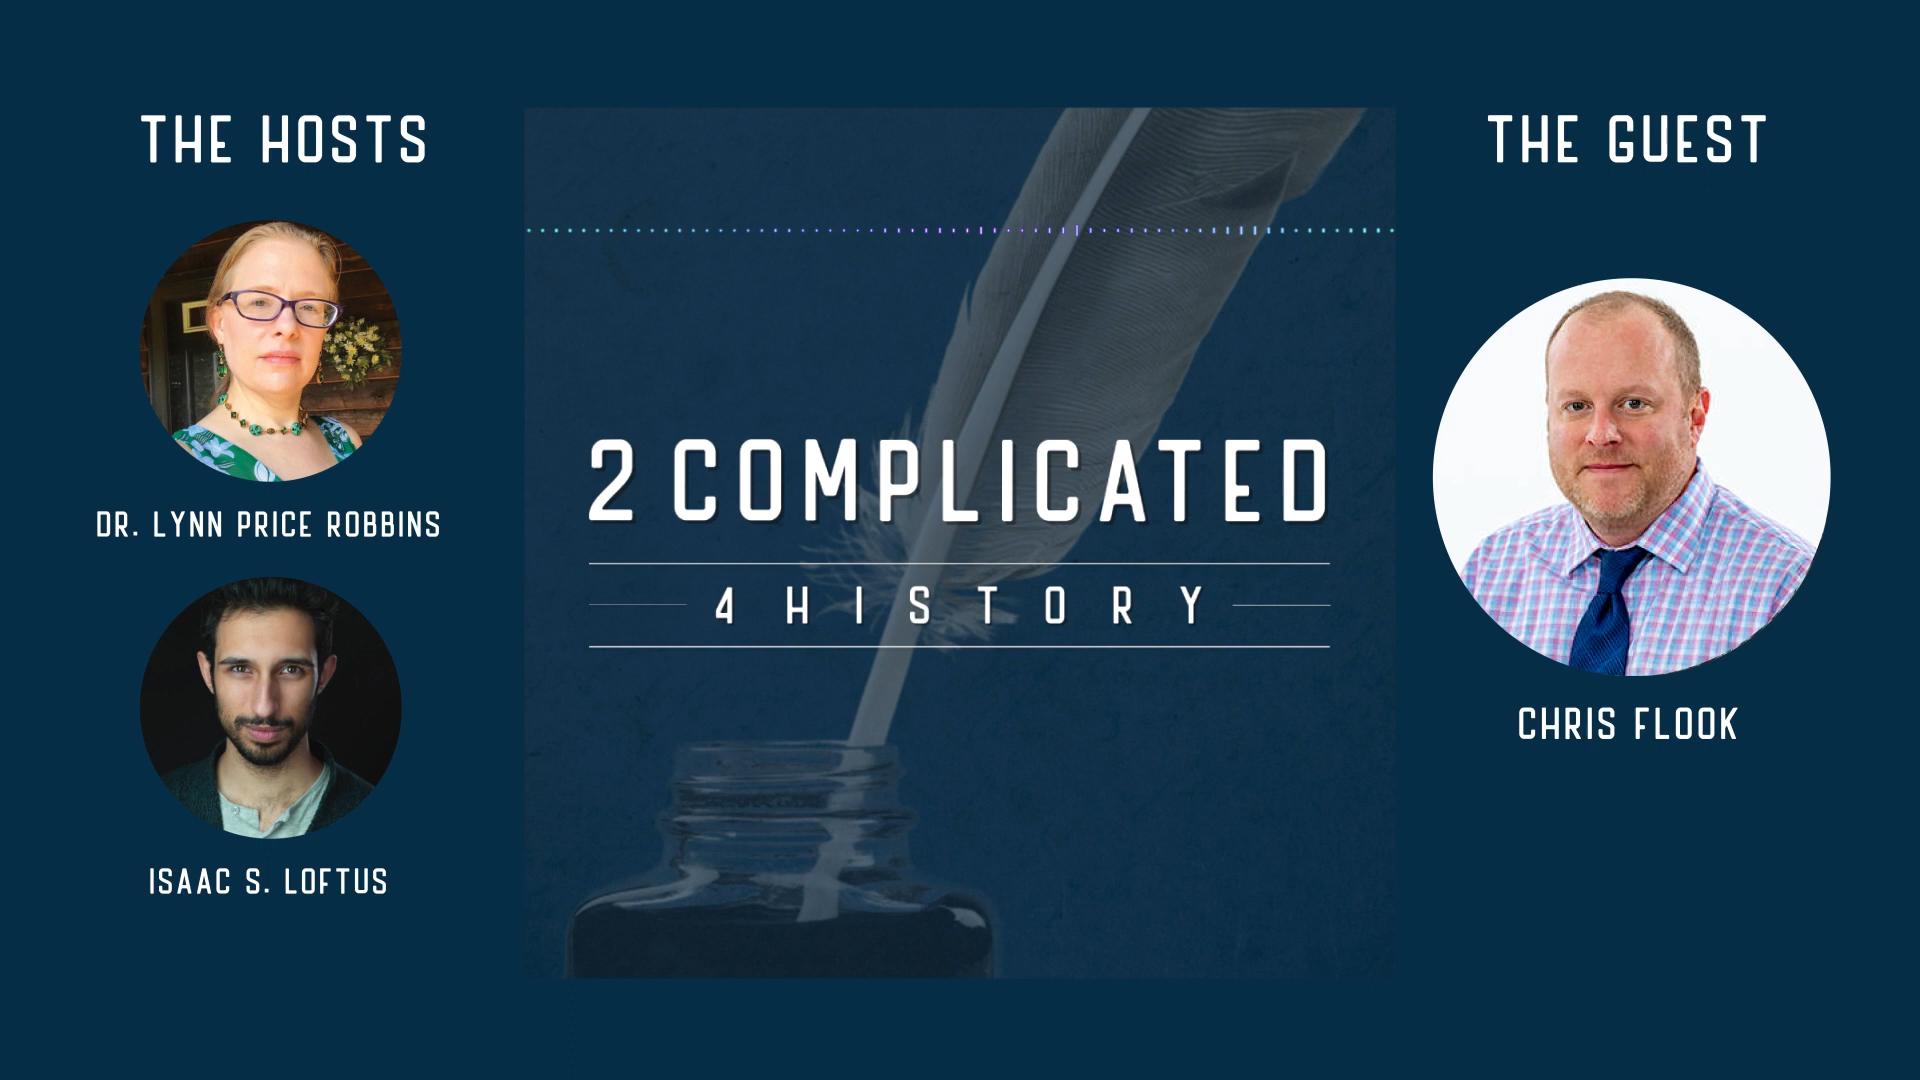 THE HOSTS
DR. LYNN PRICE ROBBINS
ISAAC S. LOFTUS
2 COMPLICATED
4 HISTORY
THE GUEST
CHRIS FLOOK